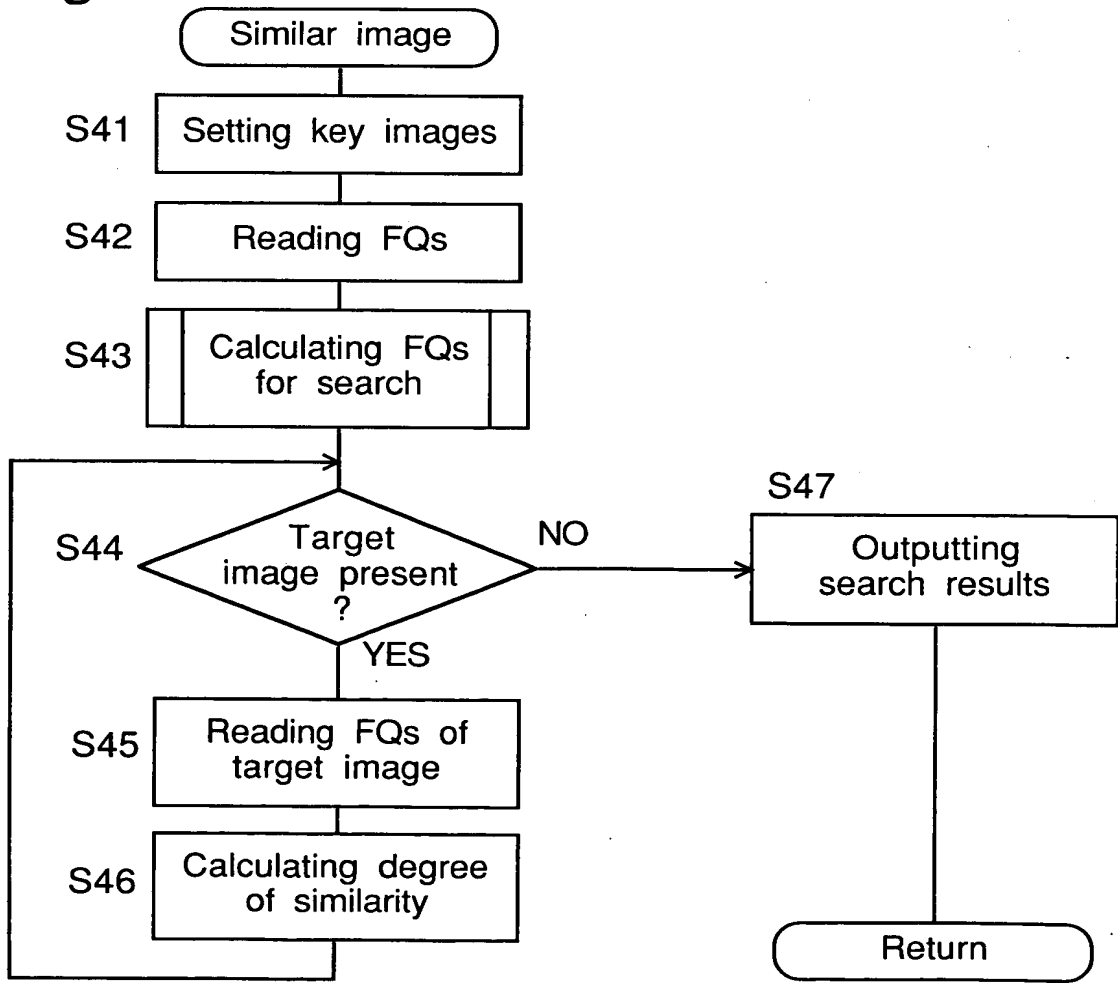 Similar image
S41
Setting key images
S42
Reading FQs
S43
Calculating FQs
for search
S44
Target
image present
?
NO
YES
S47
Outputting
search results
S45
Reading FQs of
target image
S46
Calculating degree
of similarity
Return